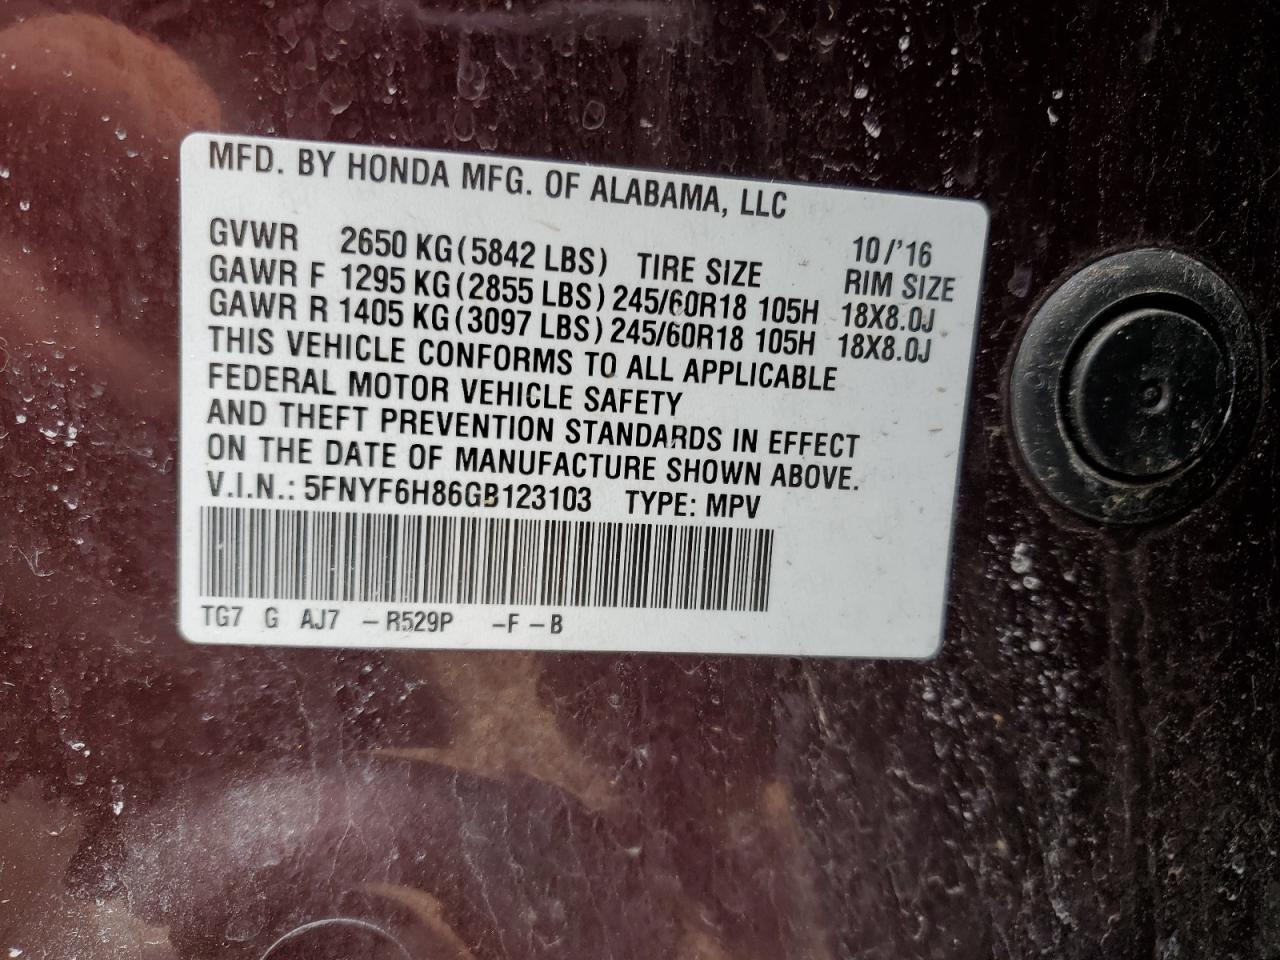 MFD. BY HONDA MFG. OF ALABAMA, LLC
10/'16
GVWR 2650 KG (5842 LBS) TIRE SIZE RIM SIZE
GAWR F 1295 KG (2855 LBS) 245/60R18 105H 18X8.0J
GAWR R 1405 KG (3097 LBS) 245/60R18 105H 18X8.0J
THIS VEHICLE CONFORMS TO ALL APPLICABLE
FEDERAL MOTOR VEHICLE SAFETY
AND THEFT PREVENTION STANDARDS IN EFFECT
ON THE DATE OF MANUFACTURE SHOWN ABOVE.
V.I.N.: 5FNYF6H86GB123103 TYPE: MPV
TG7 G AJ7 -R529P -F -B